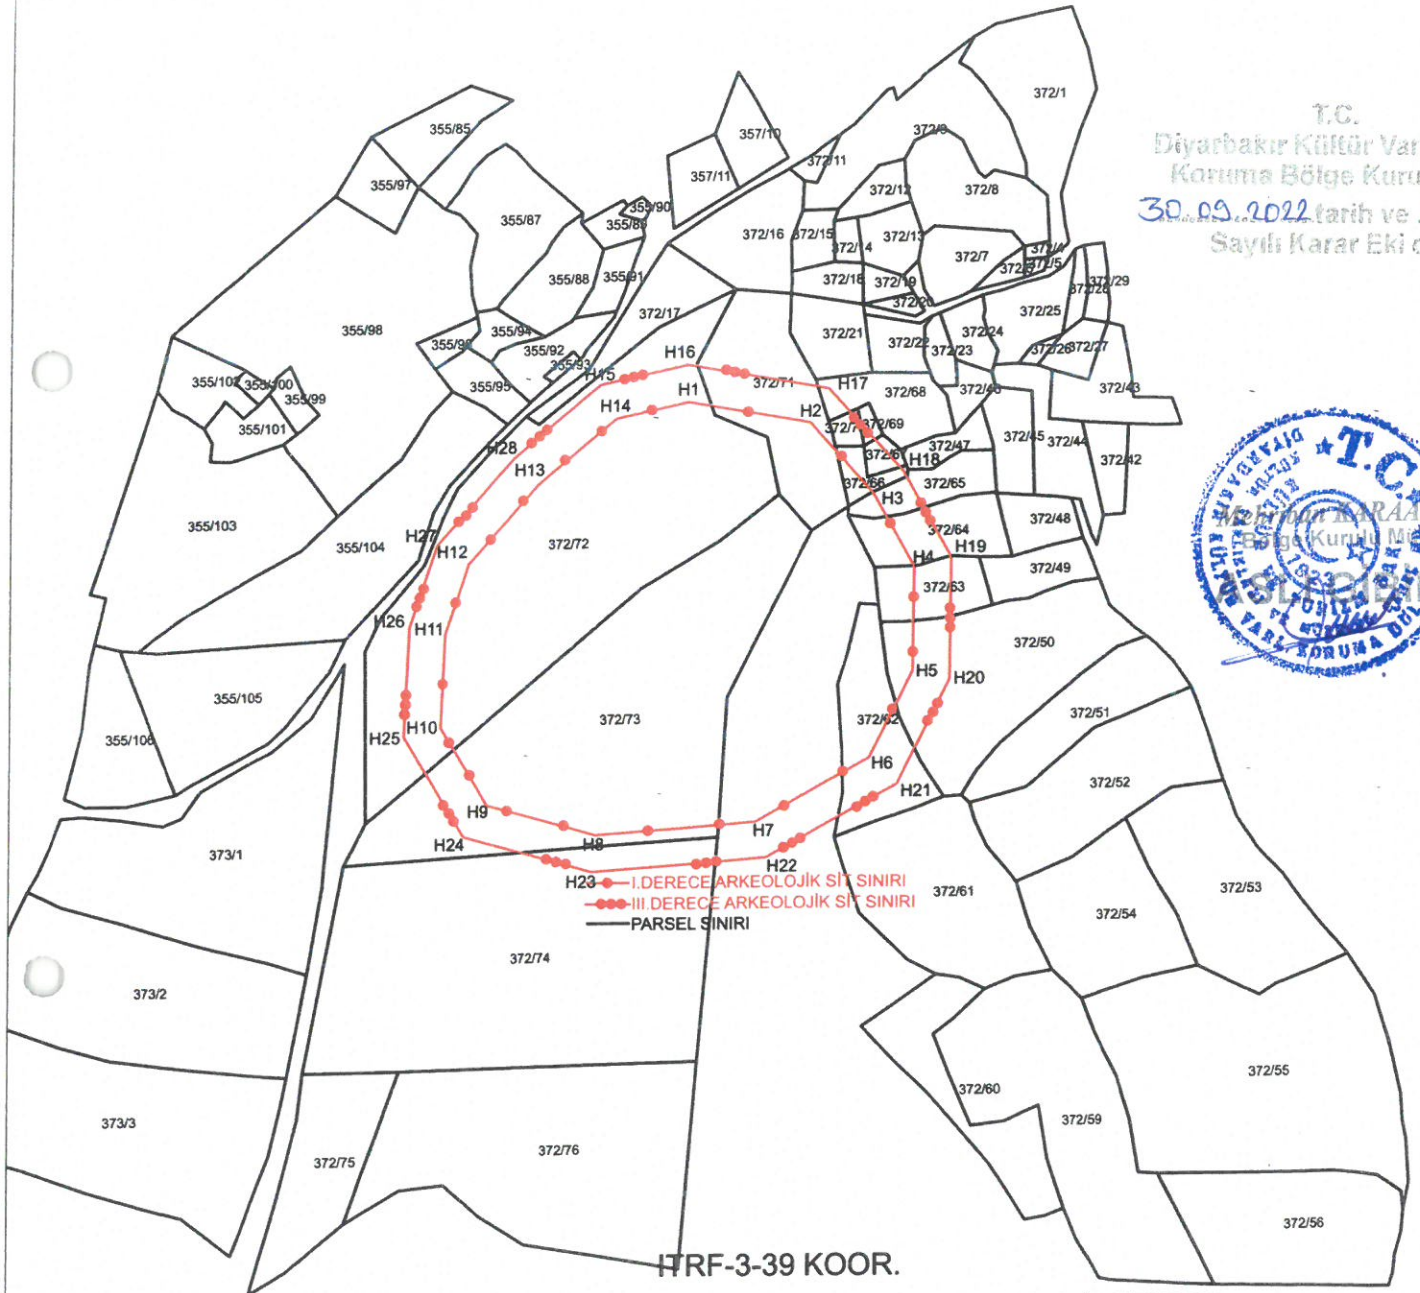 372/1
355/85
357/10
372/9
T.C.
372/11
Diyarbakır Kültür
357/11
Koruma Bölge
355/97
372/12
372/8
355/90
30.09.2022 tarih ve
355/87
372/16
372/15
372/14
372/13
Sayılı Karar Eki
372/7
372/4
372/5
355/88
355/91
372/18
372/19
372/29
372/28
372/20
372/17
372/25
355/98
355/94
372/21
372/24
355/92
372/22
372/26
372/27
372/23
H16
355/93
H15
372/71
355/100
355/95
H17
372/68
372/43
355/99
H1
H14
H2
372/69
355/101
372/47
372/45
372/44
H28
372/42
H18
H13
372/66
372/65
H3
355/103
372/64
372/48
T.C.
H27
372/72
355/104
H12
H4
H19
372/49
1923
372/63
ASLI GİBİDİR
H26
H11
372/50
H5
H20
355/105
372/73
372/62
372/51
H10
355/106
H25
H6
372/52
H21
H9
H7
H8
H24
373/1
H22
H23
I.DERECE ARKEOLOJİK SİT SINIRI
III.DERECE ARKEOLOJİK SİT SINIRI
PARSEL SINIRI
372/61
372/53
372/54
372/74
373/2
372/55
372/60
373/3
372/59
372/76
372/75
372/56
ITRF-3-39 KOOR.